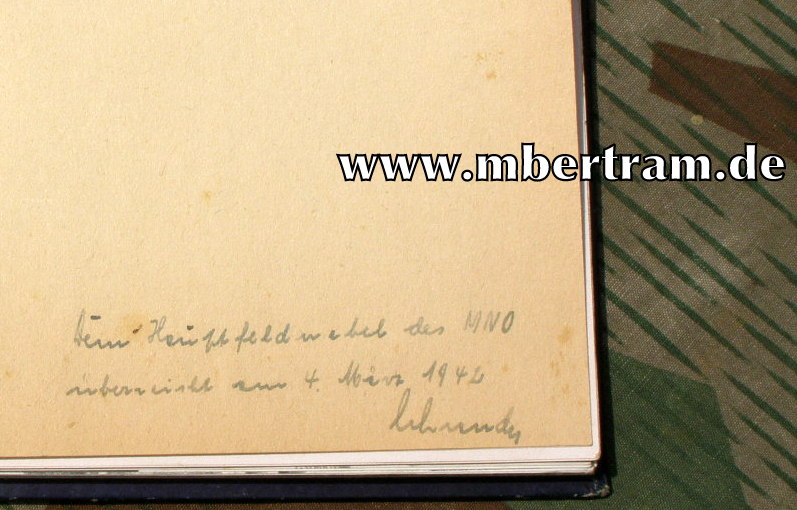 www.mbertram.de
Dem Hauptfeldwebel des MNO
überreicht am 4. März 1942